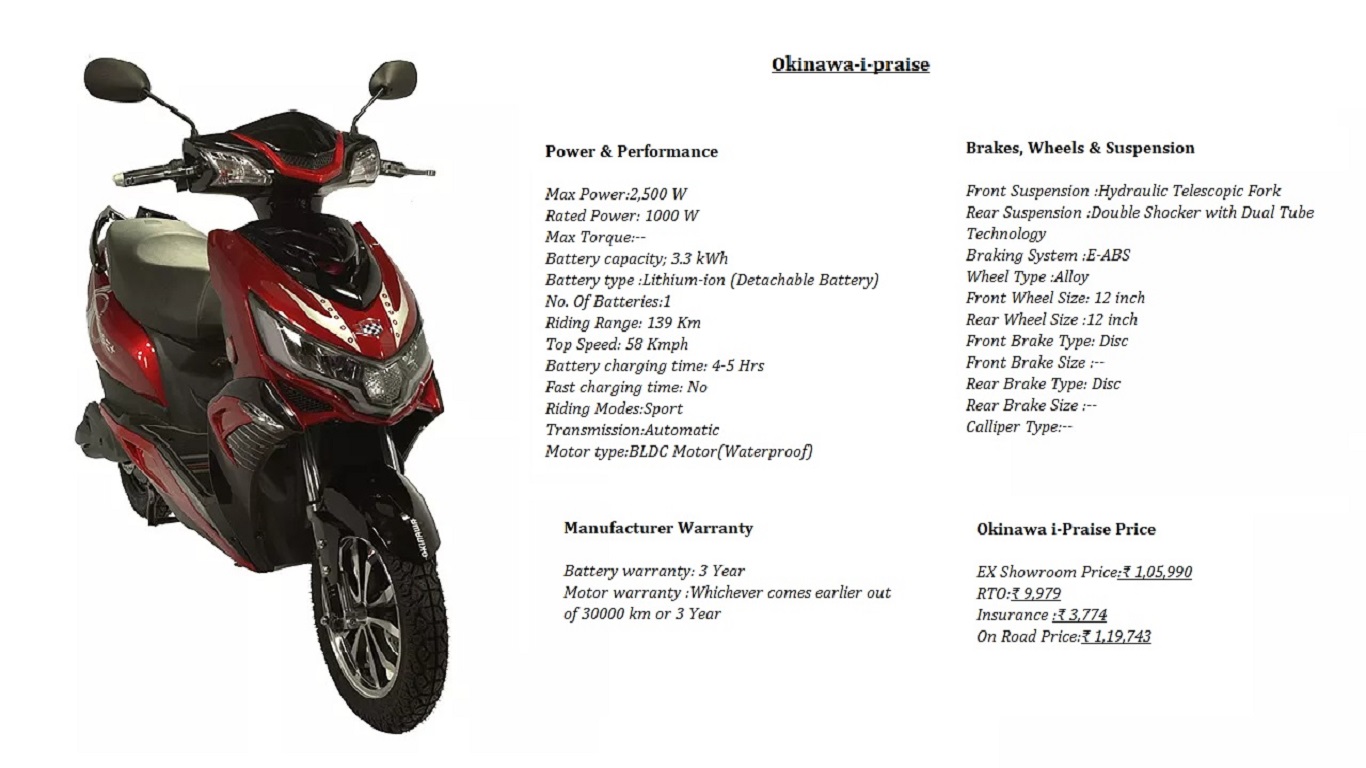 Okinawa-i-praise
Power & Performance
Max Power:2,500 W
Rated Power: 1000 W
Max Torque:--
Battery capacity; 3.3 kWh
Battery type :Lithium-ion (Detachable Battery)
No. Of Batteries:1
Riding Range: 139 Km
Top Speed: 58 Kmph
Battery charging time: 4-5 Hrs
Fast charging time: No
Riding Modes:Sport
Transmission:Automatic
Motor type:BLDC Motor(Waterproof)
Brakes, Wheels & Suspension
Front Suspension :Hydraulic Telescopic Fork
Rear Suspension :Double Shocker with Dual Tube
Technology
Braking System :E-ABS
Wheel Type :Alloy
Front Wheel Size: 12 inch
Rear Wheel Size :12 inch
Front Brake Type: Disc
Front Brake Size :--
Rear Brake Type: Disc
Rear Brake Size :--
Calliper Type:--
Manufacturer Warranty
Battery warranty: 3 Year
Motor warranty :Whichever comes earlier out
of 30000 km or 3 Year
Okinawa i-Praise Price
EX Showroom Price:₹ 1,05,990
RTO:₹ 9,979
Insurance :₹ 3,774
On Road Price:₹ 1,19,743
OKINAWA